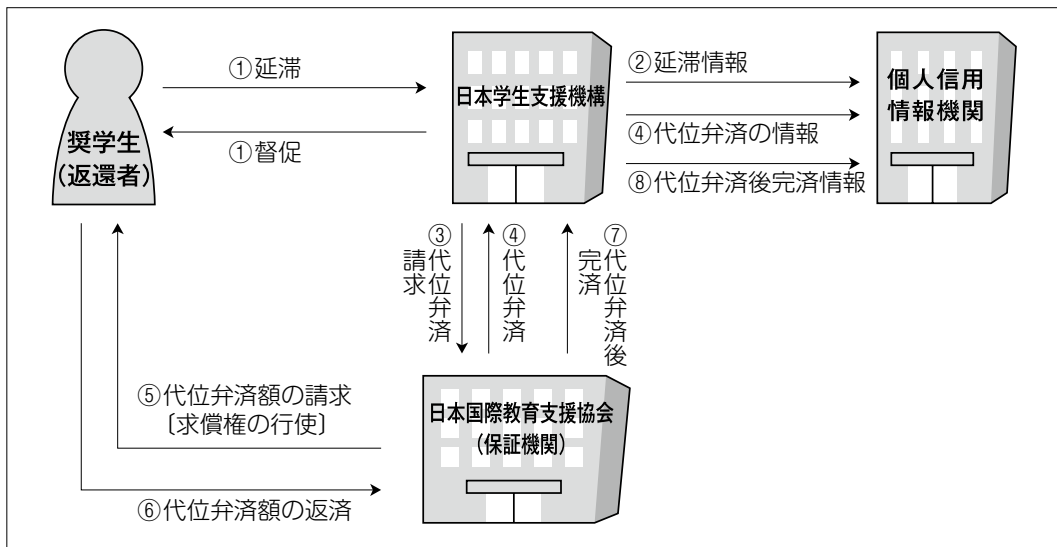 ①延滞
①督促
奨学生
(返還者)
日本学生支援機構
②延滞情報
④代位弁済の情報
⑧代位弁済後完済情報
個人信用
情報機関
③代位弁済
請求
④代位弁済
⑦代位弁済後
完済
⑤代位弁済額の請求
〔求償権の行使〕
⑥代位弁済額の返済
日本国際教育支援協会
(保証機関)